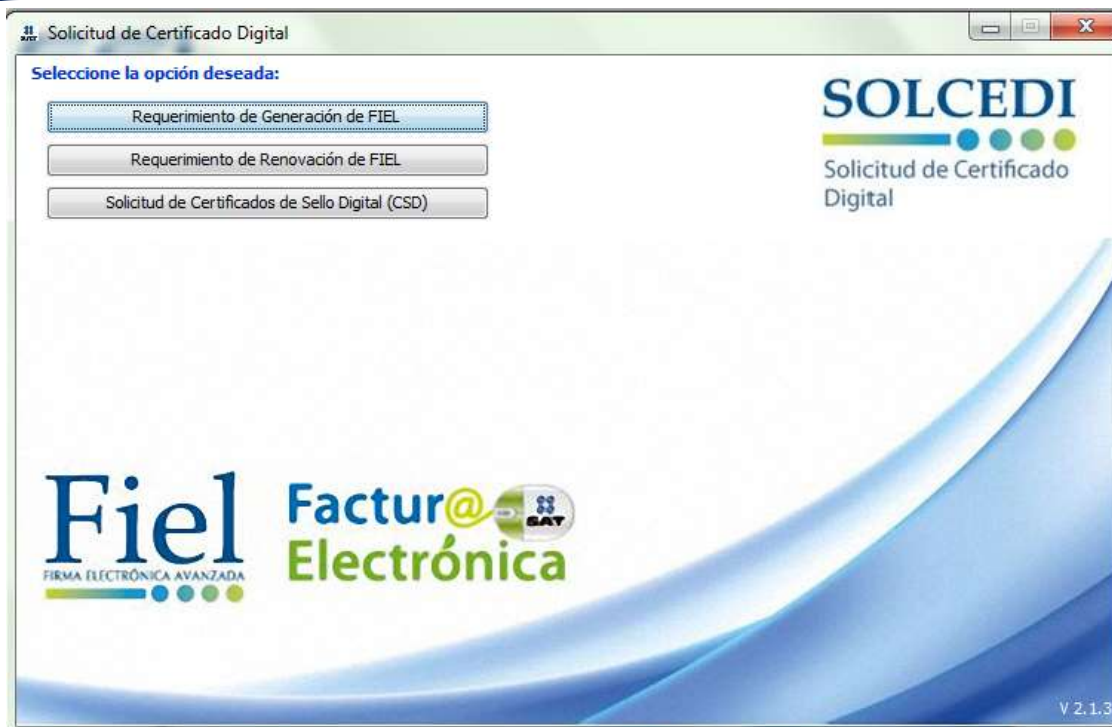 Solicitud de Certificado Digital
Seleccione la opción deseada:
Requerimiento de Generación de FIEL
Requerimiento de Renovación de FIEL
Solicitud de Certificados de Sello Digital (CSD)
SOLCEDI
Solicitud de Certificado
Digital
Fiel
FIRMA ELECTRÓNICA AVANZADA
Factur@
SAT
Electrónica
V 2.1.3